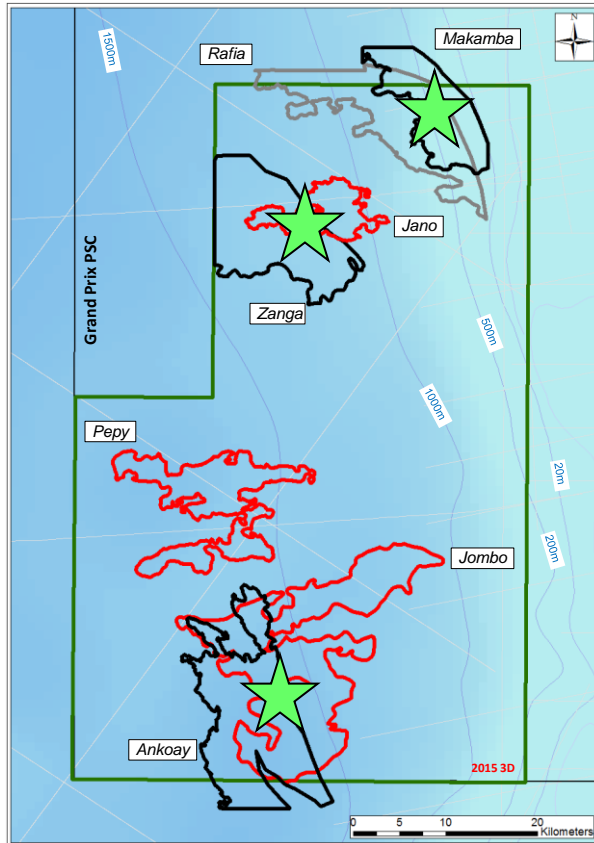 N
Makamba
Rafia
1500m
Jano
Grand Prix PSC
Zanga
500m
1000m
Pepy
20m
200m
Jombo
Ankoay
2015 3D
0 5 10 20
Kilometers